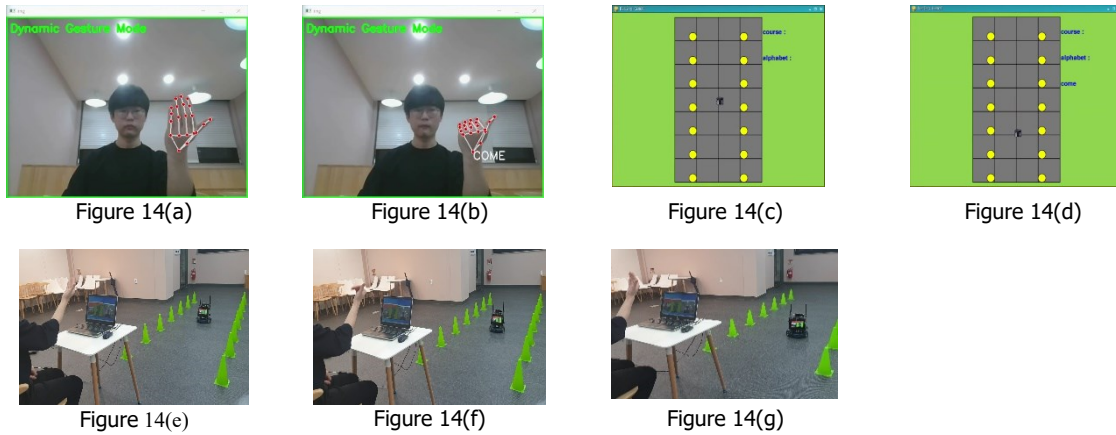 Dynamic Gesture Mode
Dynamic Gesture Mode
COME
course :
alphabet :
course :
alphabet :
come
Figure 14(a)
Figure 14(b)
Figure 14(c)
Figure 14(d)
Figure 14(e)
Figure 14(f)
Figure 14(g)